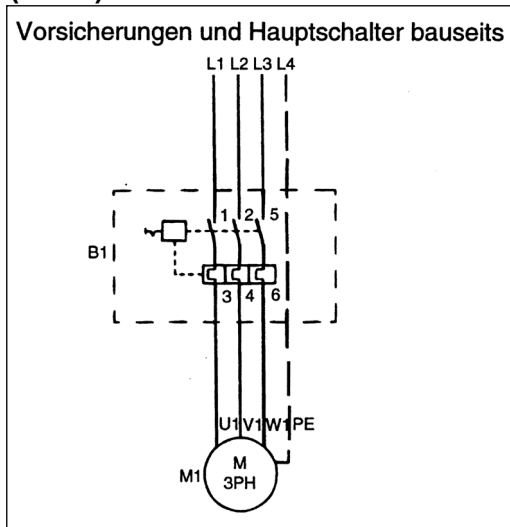 Vorsicherungen und Hauptschalter bauseits
L1 L2 L3 L4
1 2 5
B1
3 4 6
U1 V1 W1 PE
M1
M
3PH